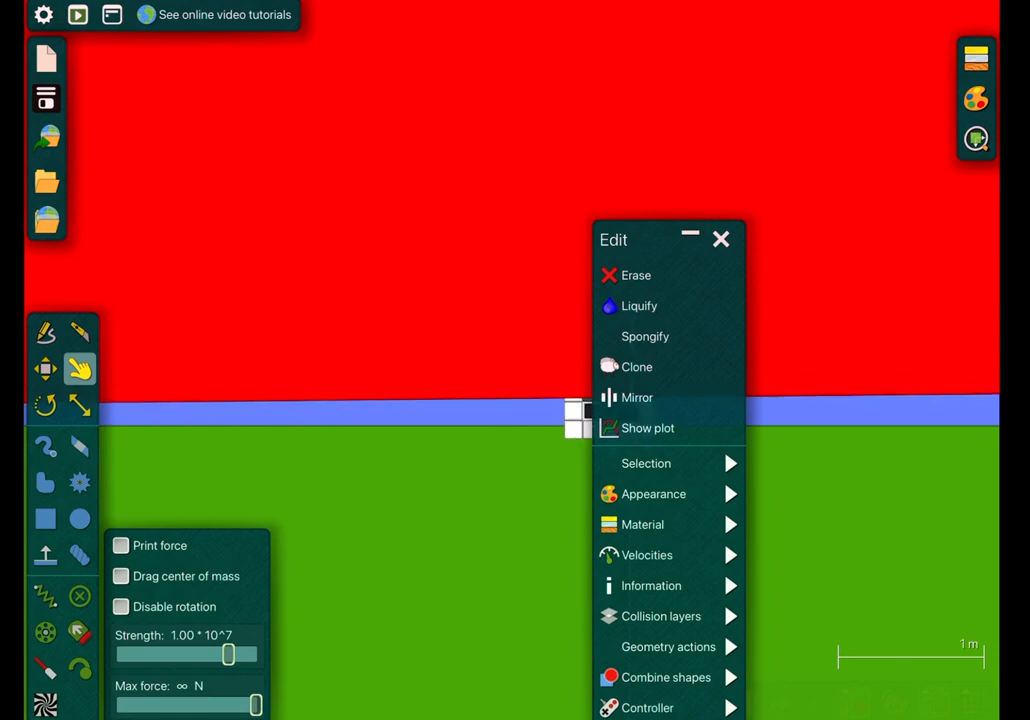 See online video tutorials
Edit
Erase
Liquify
Spongify
Clone
Mirror
Show plot
Selection
Appearance
Material
Velocities
Information
Collision layers
Geometry actions
Combine shapes
Controller
Print force
Drag center of mass
Disable rotation
Strength: 1.00 * 10^7
Max force: ∞ N
1 m